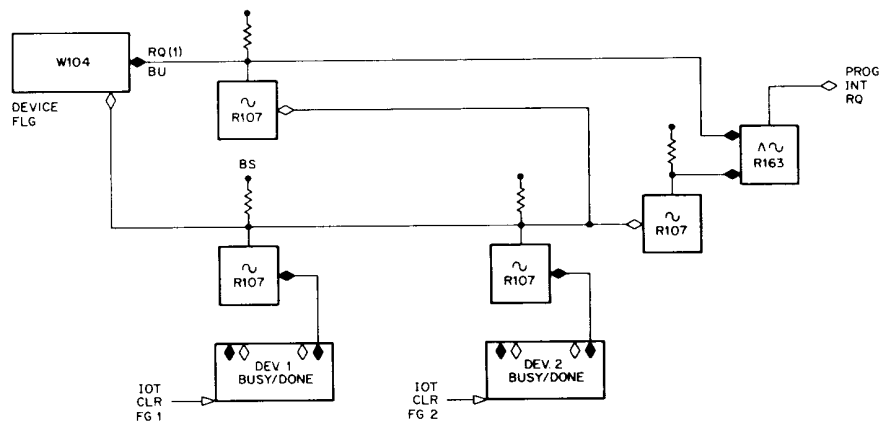 W104
RQ(1)
BU
DEVICE
FLG
∿
R107
PROG
INT
RQ
∧∿
R163
BS
∿
R107
∿
R107
∿
R107
DEV. 1
BUSY/DONE
DEV. 2
BUSY/DONE
IOT
CLR
FG 1
IOT
CLR
FG 2